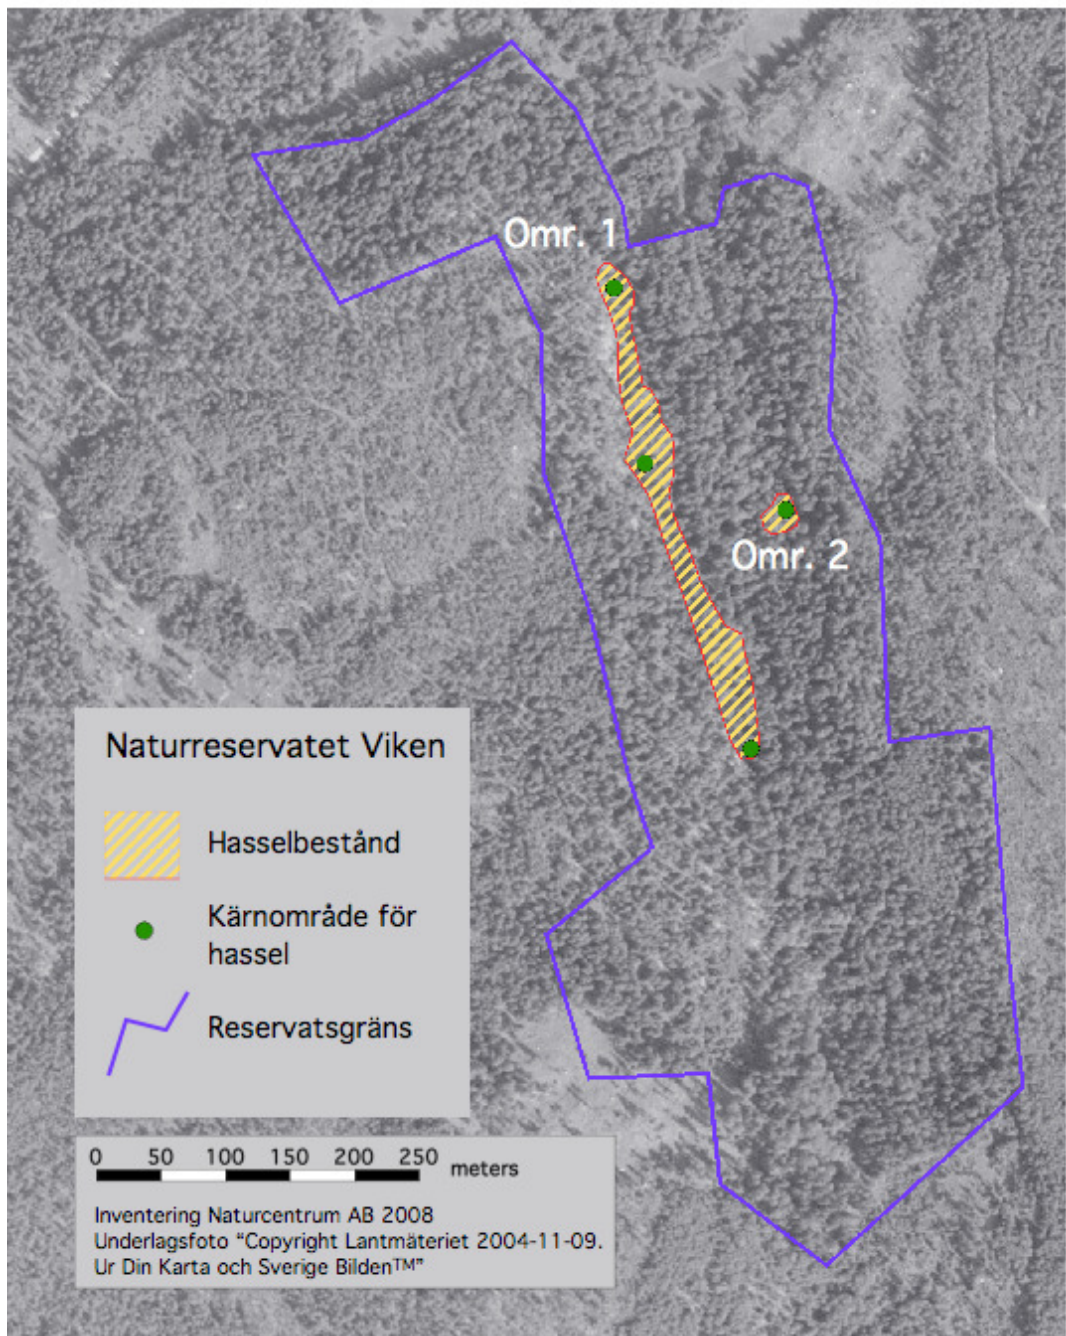 Omr. 1
Omr. 2
Naturreservatet Viken
Hasselbestånd
Kärnområde för
hassel
Reservatsgräns
0 50 100 150 200 250 meters
Inventering Naturcentrum AB 2008
Underlagsfoto "Copyright Lantmäteriet 2004-11-09.
Ur Din Karta och Sverige Bilden™"